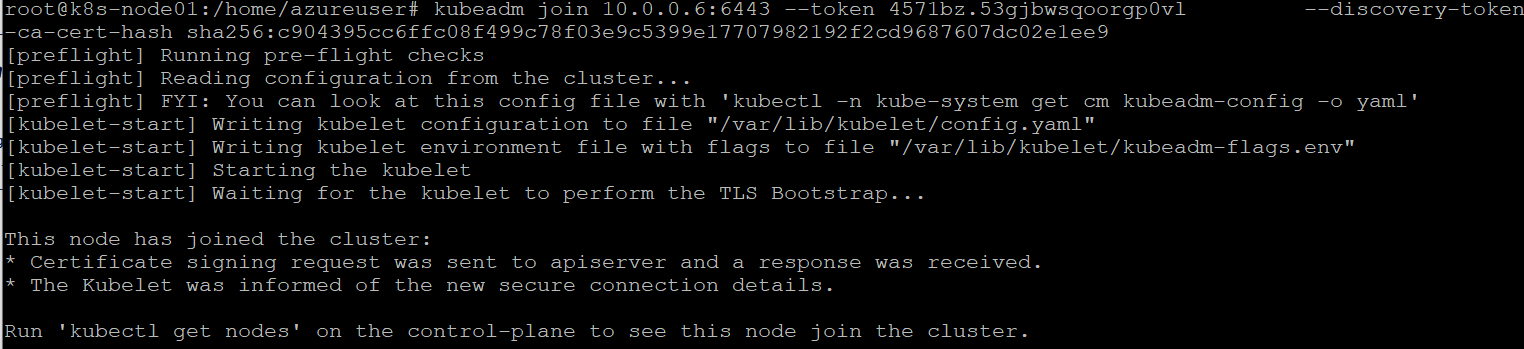 root@k8s-node01:/home/azureuser# kubeadm join 10.0.0.6:6443 --token 4571bz.53gjbwsqoorgp0vl --discovery-token
-ca-cert-hash sha256:c904395cc6ffc08f499c78f03e9c5399e17707982192f2cd9687607dc02e1ee9
[preflight] Running pre-flight checks
[preflight] Reading configuration from the cluster...
[preflight] FYI: You can look at this config file with 'kubectl -n kube-system get cm kubeadm-config -o yaml'
[kubelet-start] Writing kubelet configuration to file "/var/lib/kubelet/config.yaml"
[kubelet-start] Writing kubelet environment file with flags to file "/var/lib/kubelet/kubeadm-flags.env"
[kubelet-start] Starting the kubelet
[kubelet-start] Waiting for the kubelet to perform the TLS Bootstrap...
This node has joined the cluster:
* Certificate signing request was sent to apiserver and a response was received.
* The Kubelet was informed of the new secure connection details.
Run 'kubectl get nodes' on the control-plane to see this node join the cluster.